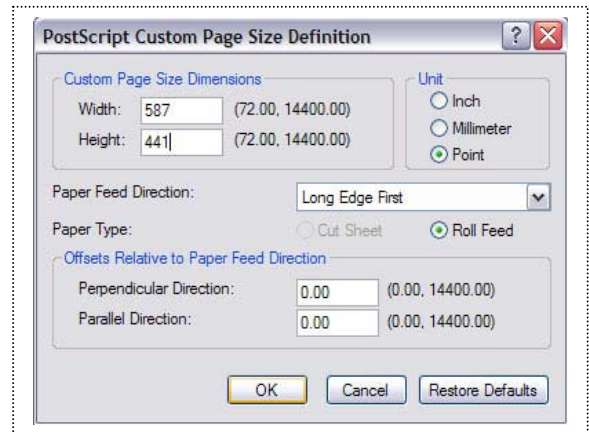 PostScript Custom Page Size Definition ?
Custom Page Size Dimensions
Width: 587 (72.00, 14400.00)
Height: 441 (72.00, 14400.00)
Unit
Inch
Millimeter
Point
Paper Feed Direction: Long Edge First
Paper Type: Cut Sheet Roll Feed
Offsets Relative to Paper Feed Direction
Perpendicular Direction: 0.00 (0.00, 14400.00)
Parallel Direction: 0.00 (0.00, 14400.00)
OK Cancel Restore Defaults